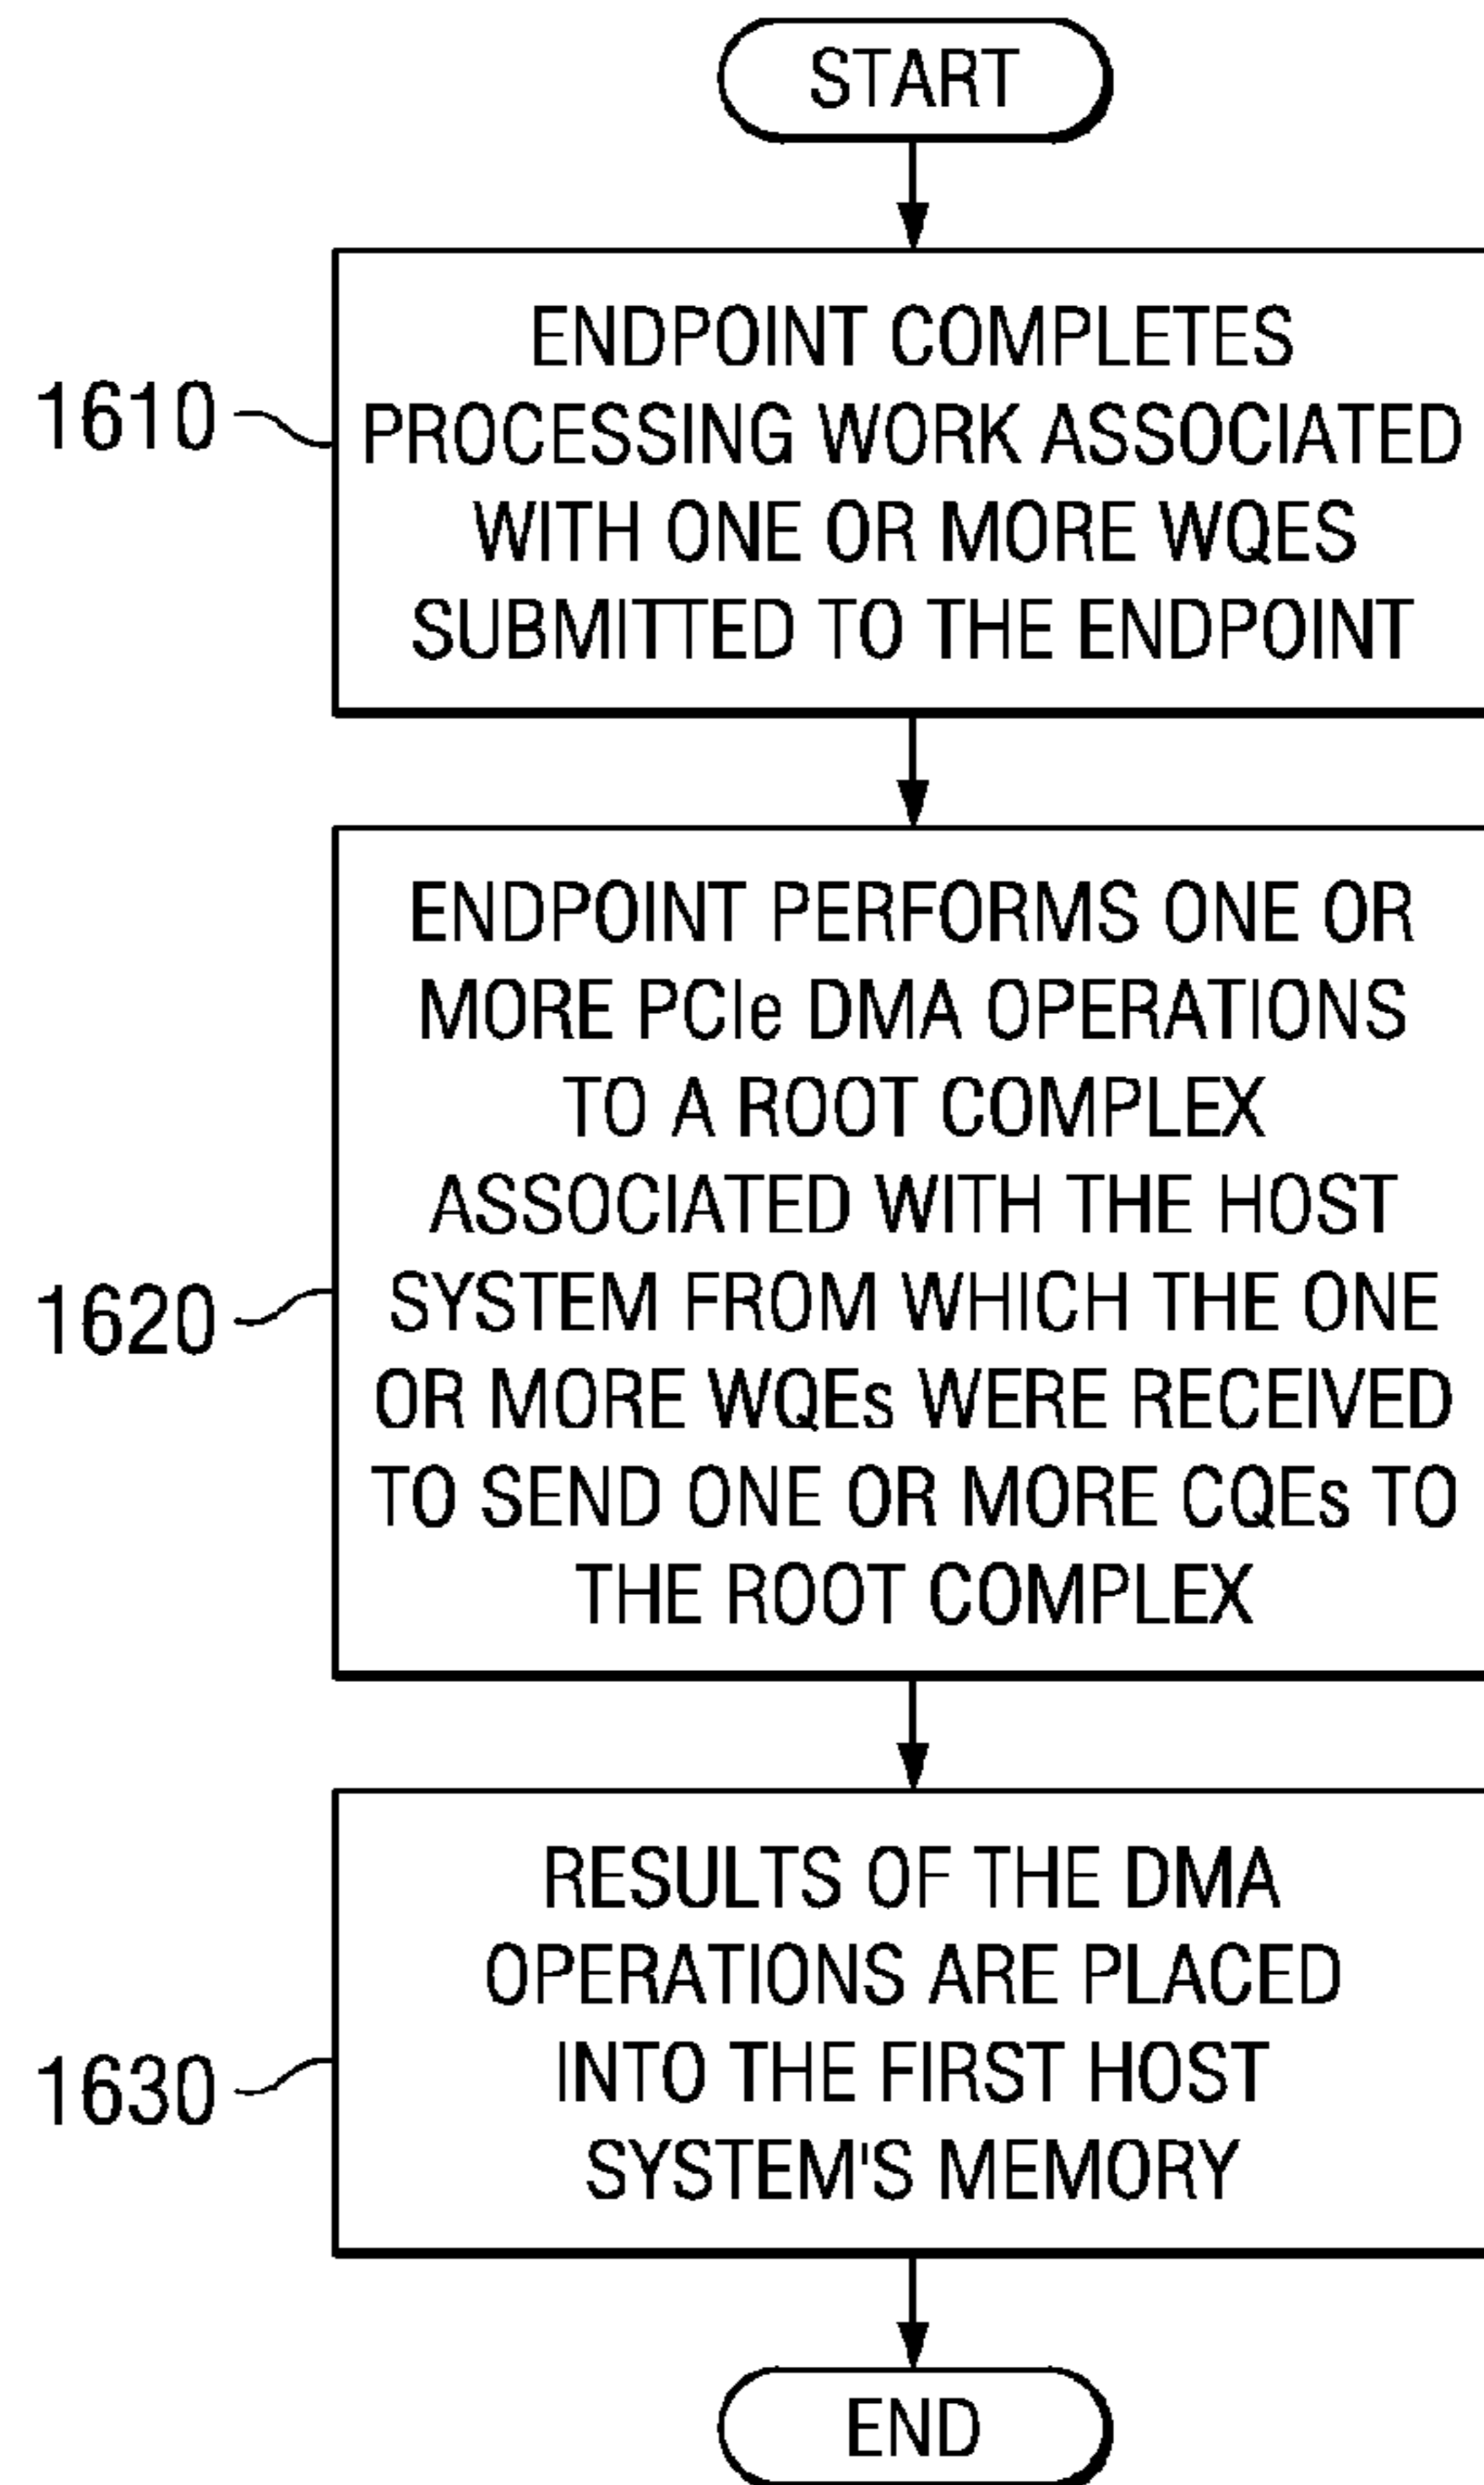 START
1610
ENDPOINT COMPLETES
PROCESSING WORK ASSOCIATED
WITH ONE OR MORE WQES
SUBMITTED TO THE ENDPOINT
1620
ENDPOINT PERFORMS ONE OR
MORE PCIe DMA OPERATIONS
TO A ROOT COMPLEX
ASSOCIATED WITH THE HOST
SYSTEM FROM WHICH THE ONE
OR MORE WQEs WERE RECEIVED
TO SEND ONE OR MORE CQEs TO
THE ROOT COMPLEX
1630
RESULTS OF THE DMA
OPERATIONS ARE PLACED
INTO THE FIRST HOST
SYSTEM'S MEMORY
END